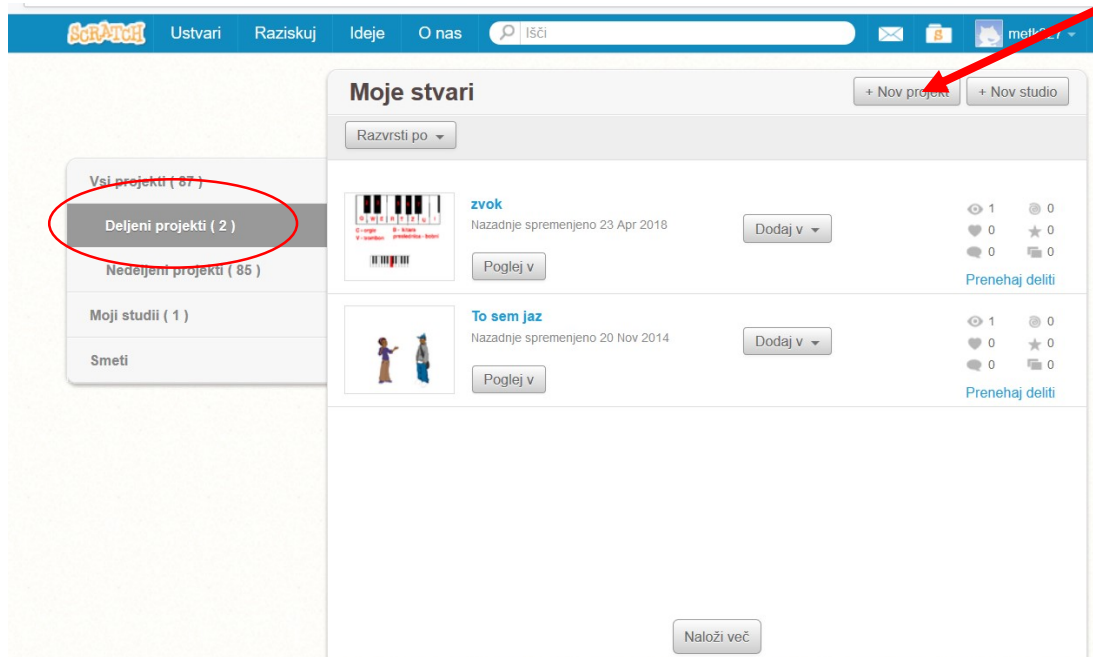 SCRATCH Ustvari Raziskuj Ideje O nas Išči
Moje stvari + Nov projekt + Nov studio
Razvrsti po
Vsi projekti ( 87 )
Deljeni projekti ( 2 )
Nedeljeni projekti ( 85 )
Moji studii ( 1 )
Smeti
zvok
Nazadnje spremenjeno 23 Apr 2018
Dodaj v
Poglej v
1 0
0 0
0 0
Prenehaj deliti
To sem jaz
Nazadnje spremenjeno 20 Nov 2014
Dodaj v
Poglej v
1 0
0 0
0 0
Prenehaj deliti
Naloži več